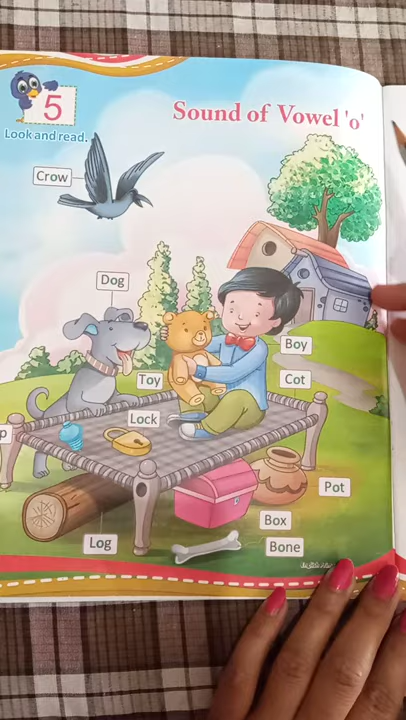 5
Sound of Vowel 'o'
Look and read.
Crow
Dog
Boy
Toy
Cot
Lock
p
Pot
Box
Log
Bone